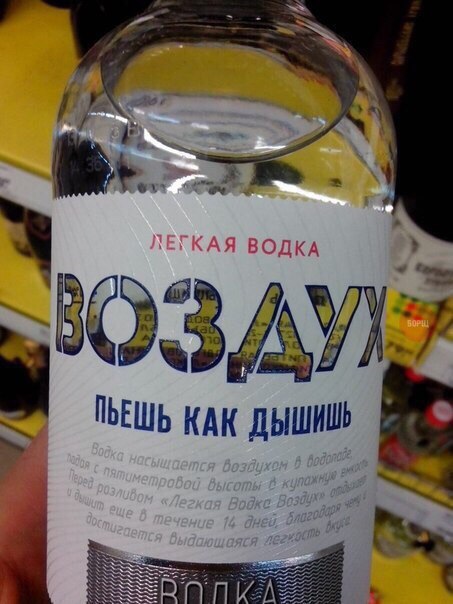 ЛЕГКАЯ ВОДКА
ВОЗДУХ
ПЬЕШЬ КАК ДЫШИШЬ
Водка насыщается воздухом в водопаде,
падая с пятиметровой высоты в купажную емкость.
Перед розливом «Легкая Водка Воздух» отдыхает
и дышит еще в течение 14 дней, благодаря чему и
достигается выдающаяся легкость вкуса.
ВОДКА
БОРЩ